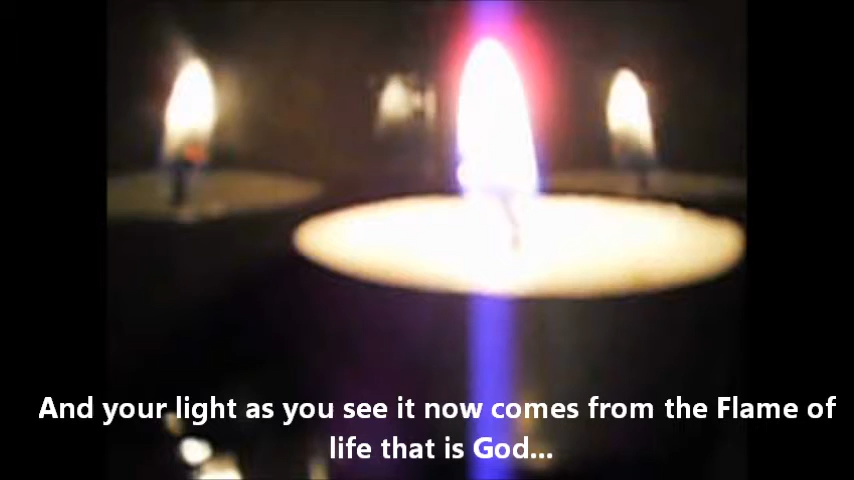 And your light as you see it now comes from the Flame of
life that is God...